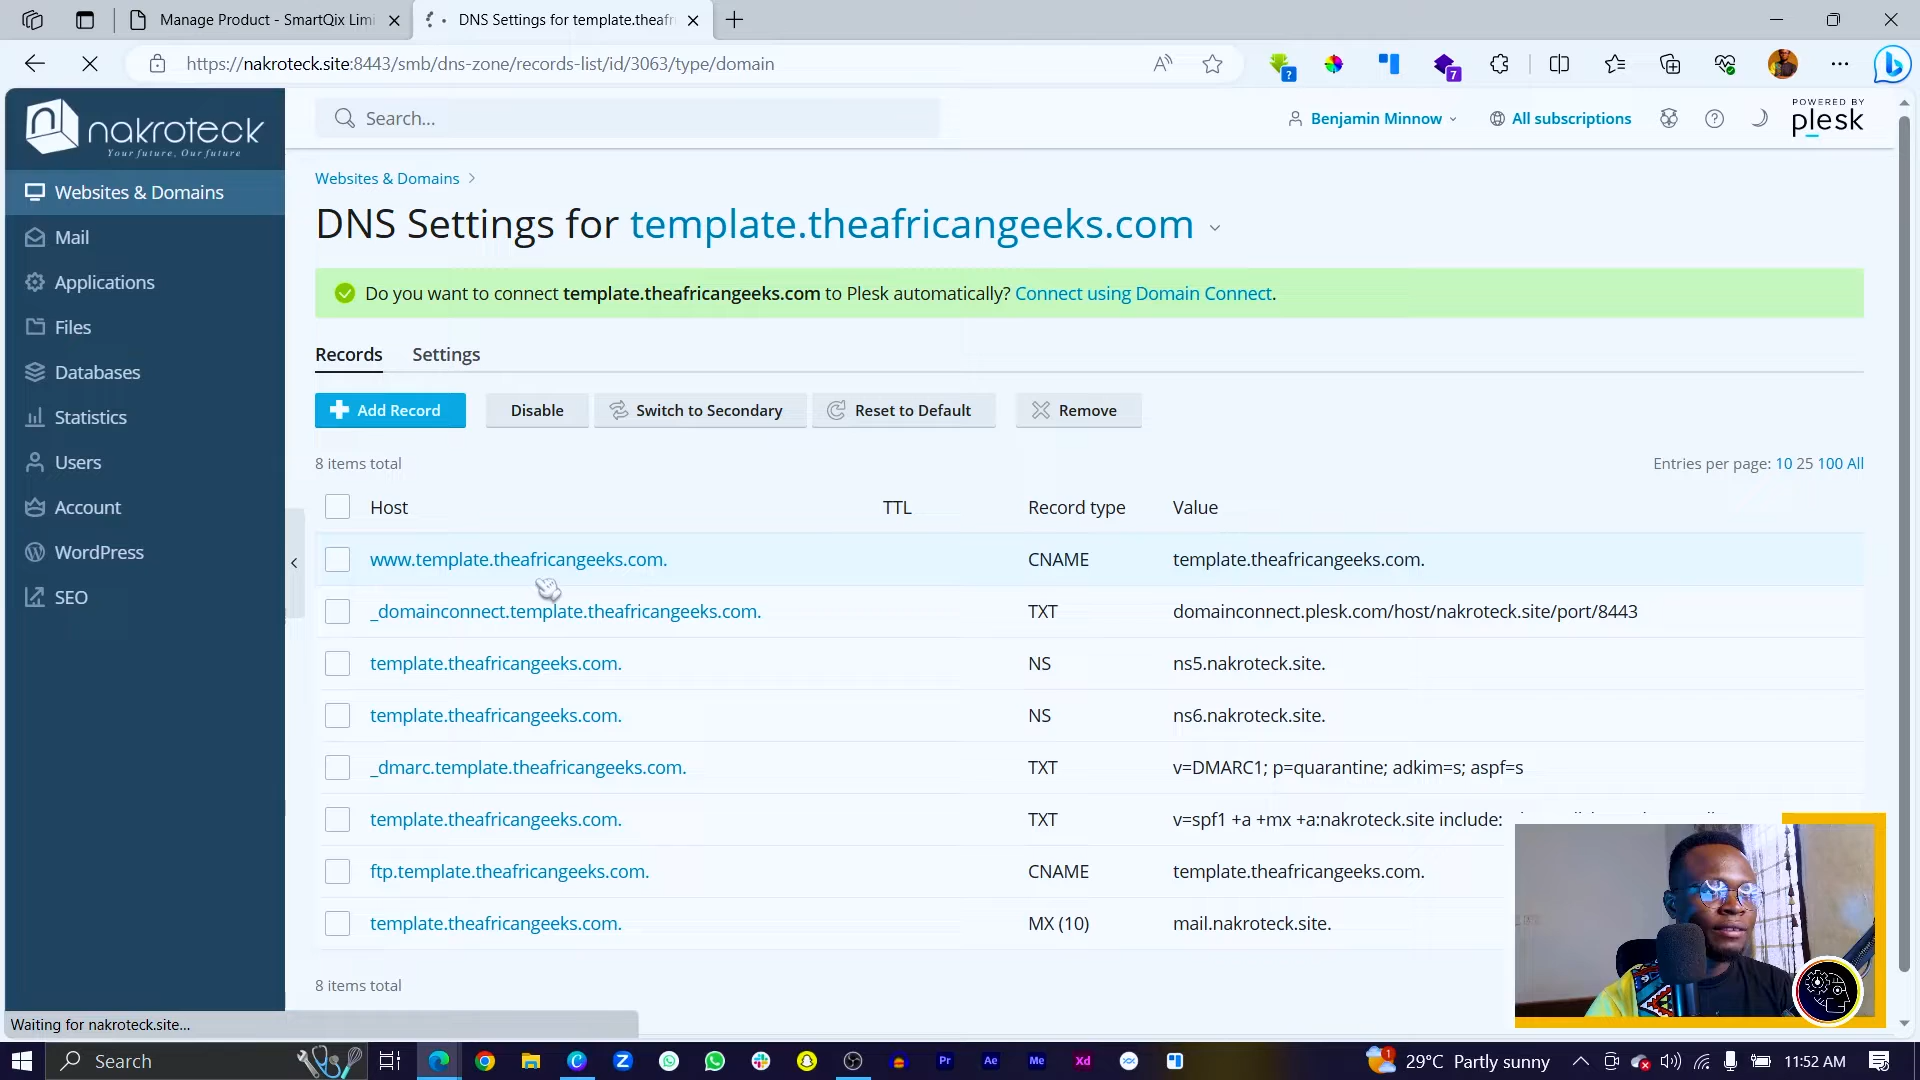 Manage Product - SmartQix Limi
DNS Settings for template.theafri
https://nakroteck.site:8443/smb/dns-zone/records-list/id/3063/type/domain
nakroteck
Your future, Our future
Search...
Benjamin Minnow
All subscriptions
POWERED BY
plesk
Websites & Domains
Mail
Applications
Files
Databases
Statistics
Users
Account
WordPress
SEO
Websites & Domains >
DNS Settings for template.theafricangeeks.com
Do you want to connect template.theafricangeeks.com to Plesk automatically? Connect using Domain Connect.
Records Settings
Add Record Disable Switch to Secondary Reset to Default Remove
8 items total
Entries per page: 10 25 100 All
Host TTL Record type Value
www.template.theafricangeeks.com. CNAME template.theafricangeeks.com.
_domainconnect.template.theafricangeeks.com. TXT domainconnect.plesk.com/host/nakroteck.site/port/8443
template.theafricangeeks.com. NS ns5.nakroteck.site.
template.theafricangeeks.com. NS ns6.nakroteck.site.
_dmarc.template.theafricangeeks.com. TXT v=DMARC1; p=quarantine; adkim=s; aspf=s
template.theafricangeeks.com. TXT v=spf1 +a +mx +a:nakroteck.site include:
ftp.template.theafricangeeks.com. CNAME template.theafricangeeks.com.
template.theafricangeeks.com. MX (10) mail.nakroteck.site.
8 items total
Waiting for nakroteck.site...
Search
29°C Partly sunny
11:52 AM